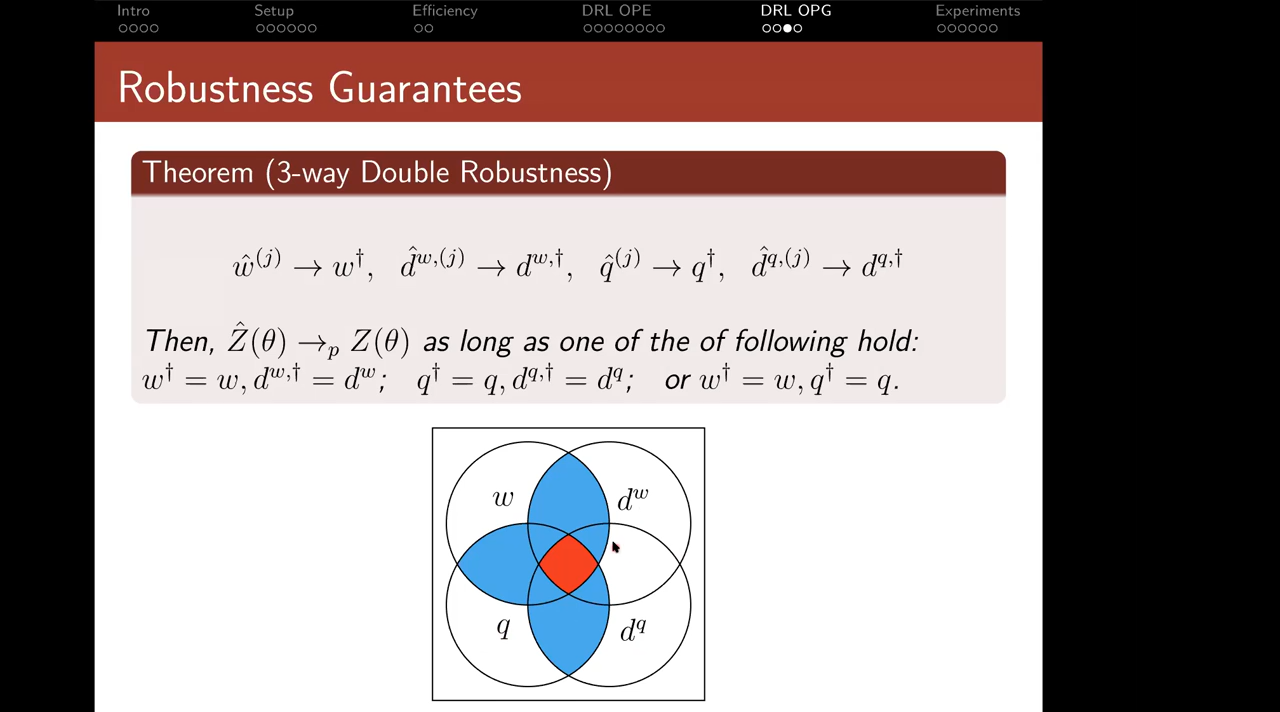 Intro Setup Efficiency DRL OPE DRL OPG Experiments
Robustness Guarantees
Theorem (3-way Double Robustness)
ŵ^(j) → w^†, d̂^{w,(j)} → d^{w,†}, q̂^(j) → q^†, d̂^{q,(j)} → d^{q,†}
Then, Ẑ(θ) →_p Z(θ) as long as one of the of following hold:
w^† = w, d^{w,†} = d^w; q^† = q, d^{q,†} = d^q; or w^† = w, q^† = q.
w d^w
q d^q